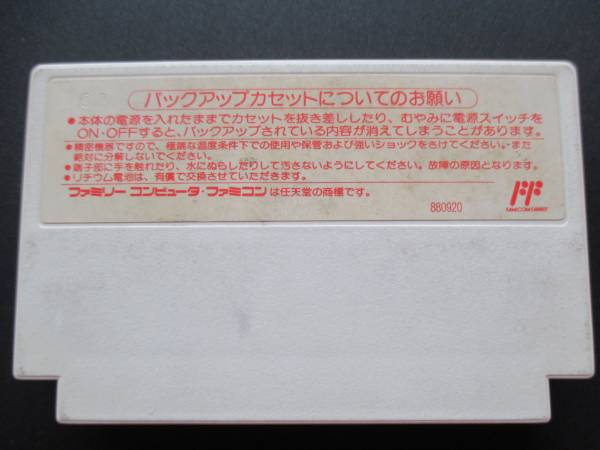 バックアップカセットについてのお願い
●本体の電源を入れたままでカセットを抜き差ししたり、むやみに電源スイッチを
ON・OFFすると、バックアップされている内容が消えてしまうことがあります。
●精密機器ですので、極端な温度条件下での使用や保管および強いショックをさけてください。また
絶対に分解しないでください。
●端子部に手を触れたり、水にぬらしたりして汚さないようにしてください。故障の原因となります。
●リチウム電池は、有償で交換させていただきます。
ファミリーコンピュータ・ファミコンは任天堂の商標です。
880920
FAMICOM FAMILY